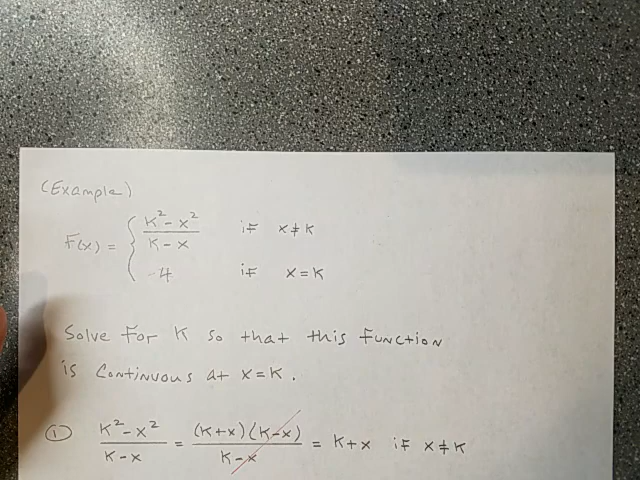 (Example)
F(x) = { K² - x² / K - x if x ≠ K
-4 if x = K
Solve For K so that this Function
is Continuous at x = K.
① K² - x² / K - x = (K+x)(K-x) / K-x = K+x if x ≠ K